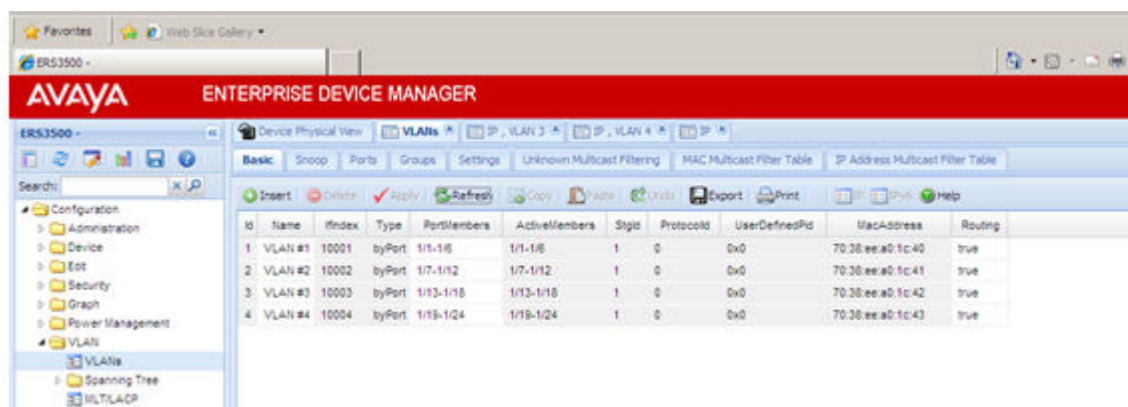 Favorites Web Slice Gallery
ERS3500 -
AVAYA ENTERPRISE DEVICE MANAGER
ERS3500 -
Device Physical View VLANs IP, VLAN 3 IP, VLAN 4 IP
Basic Snoop Ports Groups Settings Unknown Multicast Filtering MAC Multicast Filter Table IP Address Multicast Filter Table
Search:
Insert Delete Apply Refresh Copy Paste Undo Export Print IP IPv6 Help
Id Name IfIndex Type PortMembers ActiveMembers StgId ProtocolId UserDefinedPid MacAddress Routing
1 VLAN #1 10001 byPort 1/1-1/6 1/1-1/6 1 0 0x0 70:38:ee:a0:1c:40 true
2 VLAN #2 10002 byPort 1/7-1/12 1/7-1/12 1 0 0x0 70:38:ee:a0:1c:41 true
3 VLAN #3 10003 byPort 1/13-1/18 1/13-1/18 1 0 0x0 70:38:ee:a0:1c:42 true
4 VLAN #4 10004 byPort 1/19-1/24 1/19-1/24 1 0 0x0 70:38:ee:a0:1c:43 true
Configuration
Administration
Device
Edit
Security
Graph
Power Management
VLAN
VLANs
Spanning Tree
MLT/LACP